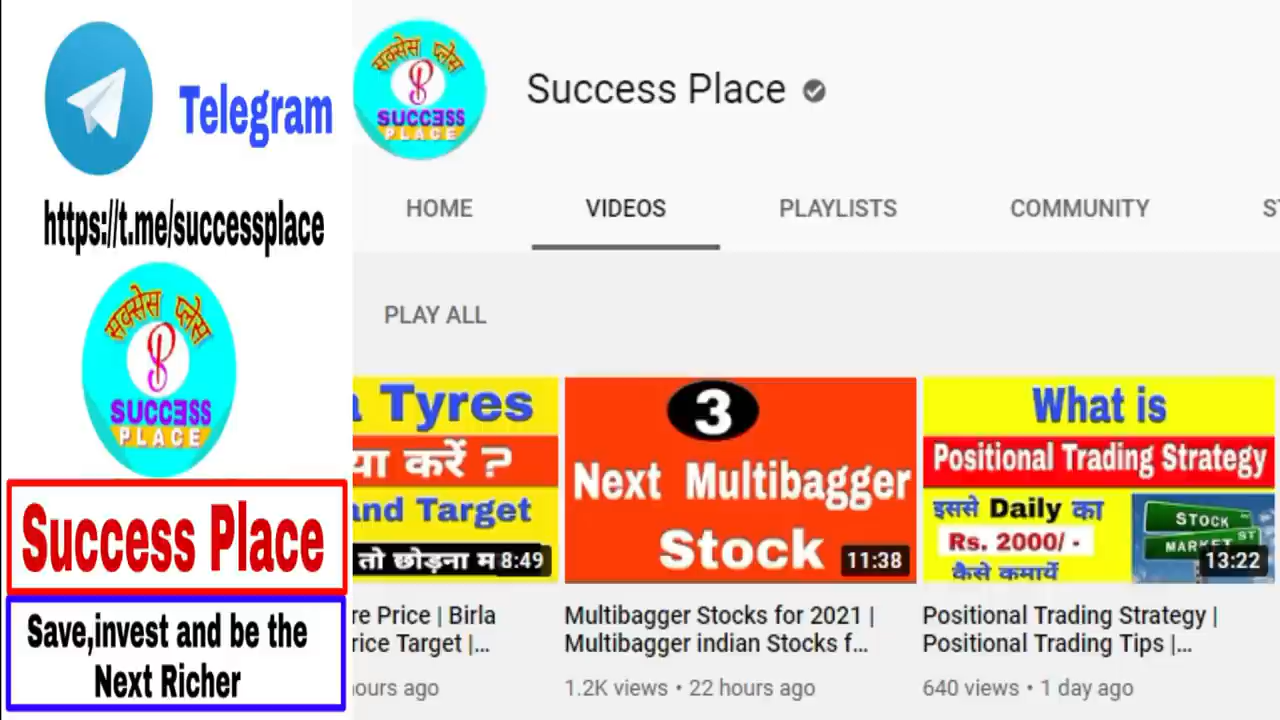 Telegram
https://t.me/successplace
सक्सेस प्लेस
SUCCESS
PLACE
Success Place
Save,invest and be the
Next Richer
सक्सेस प्लेस
SUCCESS
PLACE
Success Place
HOME
VIDEOS
PLAYLISTS
COMMUNITY
PLAY ALL
a Tyres
या करें ?
and Target
तो छोड़ना म
8:49
re Price | Birla
rice Target |...
ours ago
3
Next Multibagger
Stock
11:38
Multibagger Stocks for 2021 |
Multibagger indian Stocks f...
1.2K views • 22 hours ago
What is
Positional Trading Strategy
इससे Daily का
Rs. 2000/-
कैसे कमायें
STOCK
MARKET ST
13:22
Positional Trading Strategy |
Positional Trading Tips |...
640 views • 1 day ago